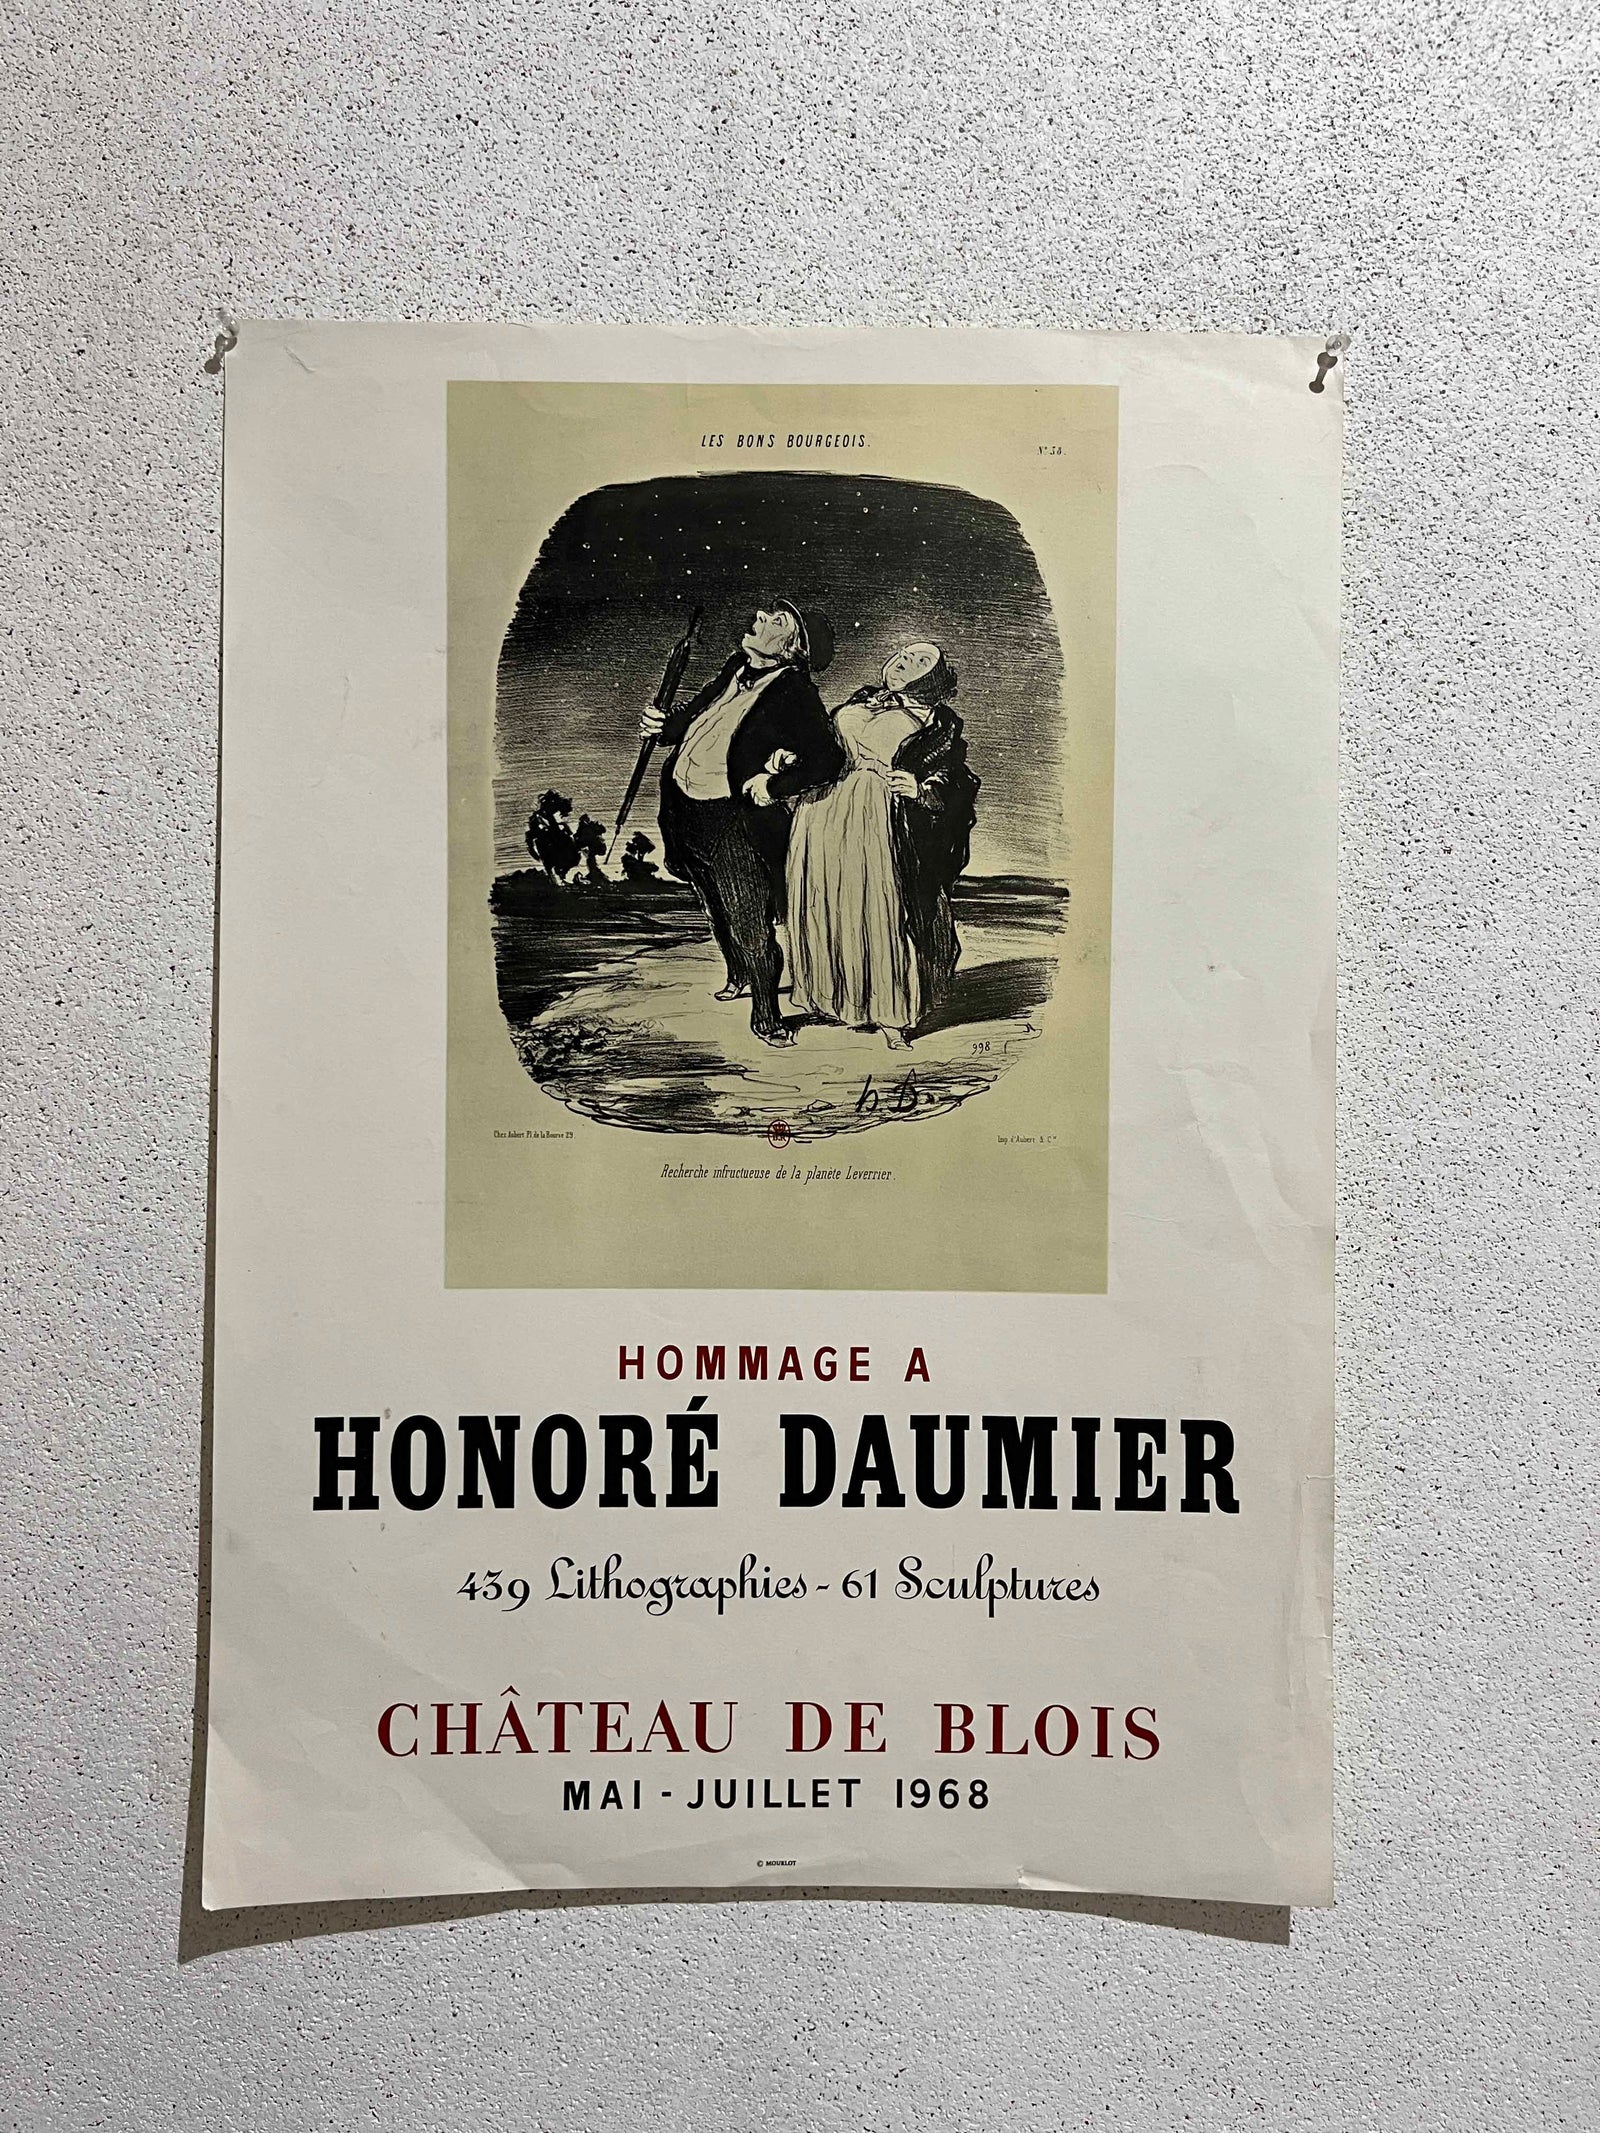 LES BONS BOURGEOIS.
N° 38.
998
h.D.
Chez Aubert Pl. de la Bourse 29.
Imp. d'Aubert & Cie
Recherche infructueuse de la planète Leverrier.
HOMMAGE A
HONORÉ DAUMIER
439 Lithographies - 61 Sculptures
CHÂTEAU DE BLOIS
MAI - JUILLET 1968
© MOURLOT